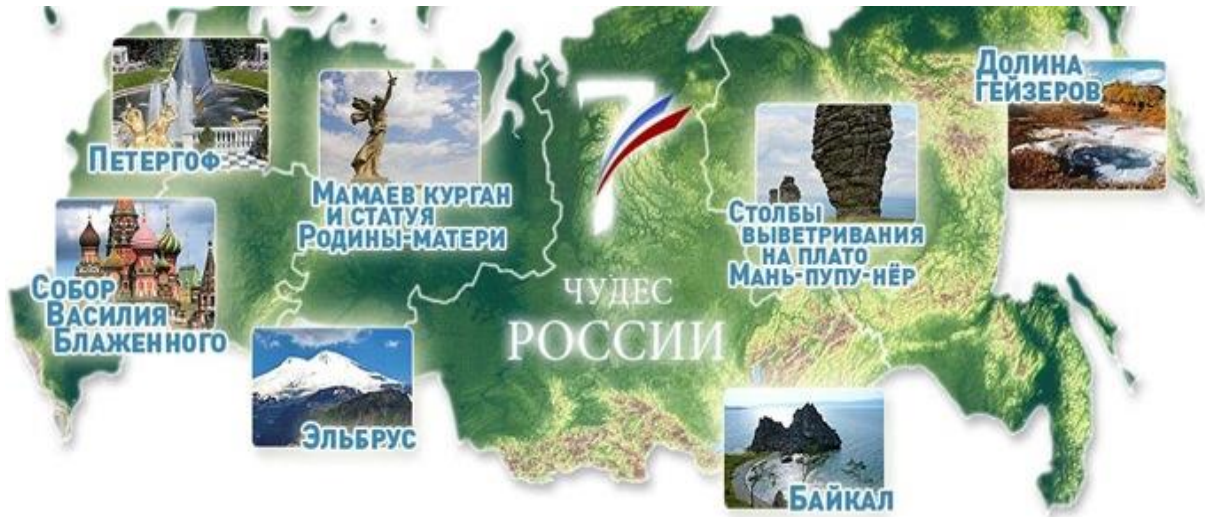 ПЕТЕРГОФ
МАМАЕВ КУРГАН
И СТАТУЯ
РОДИНЫ-МАТЕРИ
7
ЧУДЕС
РОССИИ
СТОЛБЫ
ВЫВЕТРИВАНИЯ
НА ПЛАТО
МАНЬ-ПУПУ-НЁР
ДОЛИНА
ГЕЙЗЕРОВ
СОБОР
ВАСИЛИЯ
БЛАЖЕННОГО
ЭЛЬБРУС
БАЙКАЛ